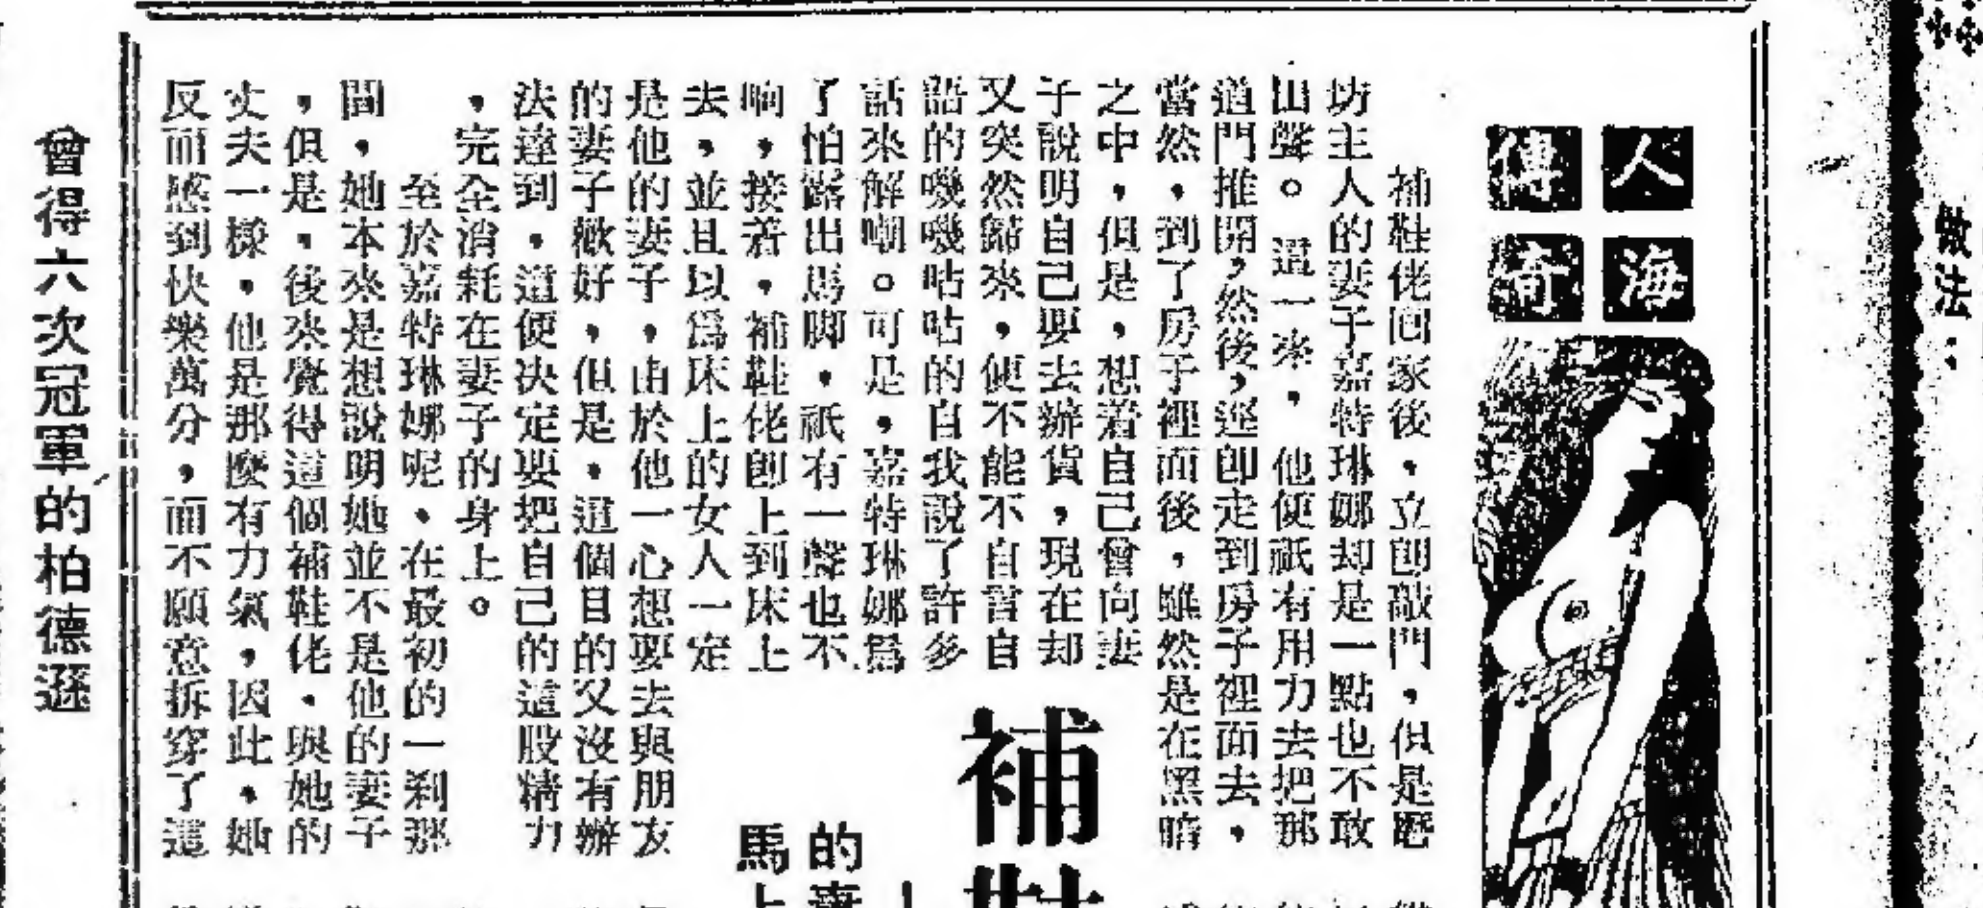 做法：
人海
傳奇
補鞋佬囘家後，立卽敲門，但是磨
坊主人的妻子嘉特琳娜却是一點也不敢
出聲。這一來，他便祇有用力去把那
道門推開，然後，逕卽走到房子裡面去，
當然，到了房子裡面後，雖然是在黑暗
之中，但是，想着自己曾向妻
子說明自己要去辦貨，現在却
又突然歸來，便不能不自言自
語的嘰嘰咕咕的自我說了許多
話來解嘲。可是，嘉特琳娜爲
了怕露出馬脚，祇有一聲也不
响，接着，補鞋佬卽上到床上
去，並且以爲床上的女人一定
是他的妻子，由於他一心想要去與朋友
的妻子歡好，但是，這個目的又沒有辦
法達到，這便决定要把自己的這股精力
，完全消耗在妻子的身上。
至於嘉特琳娜呢，在最初的一刹那
間，她本來是想說明她並不是他的妻子
，但是，後來覺得這個補鞋佬，與她的
丈夫一樣，他是那麼有力氣，因此，她
反而感到快樂萬分，而不願意拆穿了這
補鞋
的妻
馬上
曾得六次冠軍的柏德遜